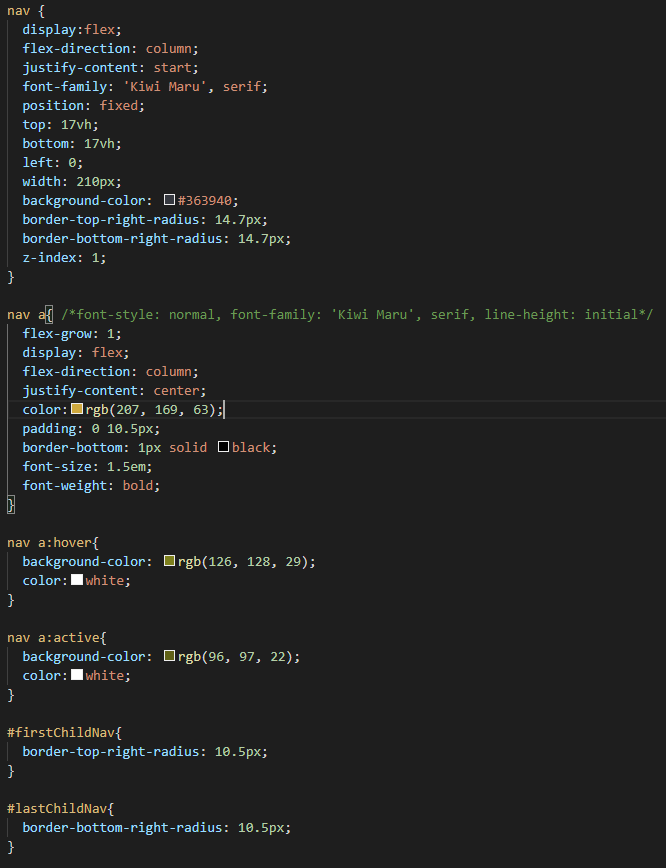 nav {
  display:flex;
  flex-direction: column;
  justify-content: start;
  font-family: 'Kiwi Maru', serif;
  position: fixed;
  top: 17vh;
  bottom: 17vh;
  left: 0;
  width: 210px;
  background-color: #363940;
  border-top-right-radius: 14.7px;
  border-bottom-right-radius: 14.7px;
  z-index: 1;
}

nav a{ /*font-style: normal, font-family: 'Kiwi Maru', serif, line-height: initial*/
  flex-grow: 1;
  display: flex;
  flex-direction: column;
  justify-content: center;
  color:rgb(207, 169, 63);
  padding: 0 10.5px;
  border-bottom: 1px solid black;
  font-size: 1.5em;
  font-weight: bold;
}

nav a:hover{
  background-color: rgb(126, 128, 29);
  color:white;
}

nav a:active{
  background-color: rgb(96, 97, 22);
  color:white;
}

#firstChildNav{
  border-top-right-radius: 10.5px;
}

#lastChildNav{
  border-bottom-right-radius: 10.5px;
}